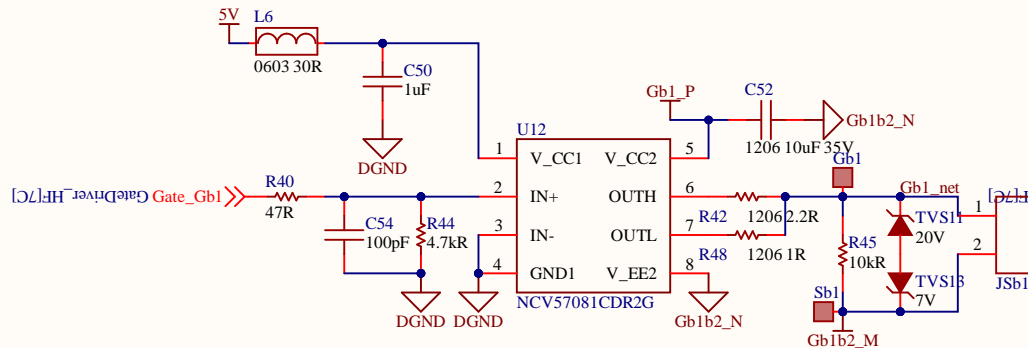 5V
L6
0603 30R
C50
1uF
DGND
Gb1_P
C52
1206 10uF 35V
Gb1b2_N
U12
NCV57081CDR2G
1 V_CC1
2 IN+
3 IN-
4 GND1
V_CC2 5
OUTH 6
OUTL 7
V_EE2 8
GateDriver_HF[7C]
Gate_Gb1
R40
47R
C54
100pF
R44
4.7kR
DGND
DGND
R42
1206 2.2R
R48
1206 1R
Gb1b2_N
Gb1
Gb1_net
R45
10kR
TVS11
20V
TVS13
7V
Sb1
Gb1b2_M
1
2
JSb1
F[7C]